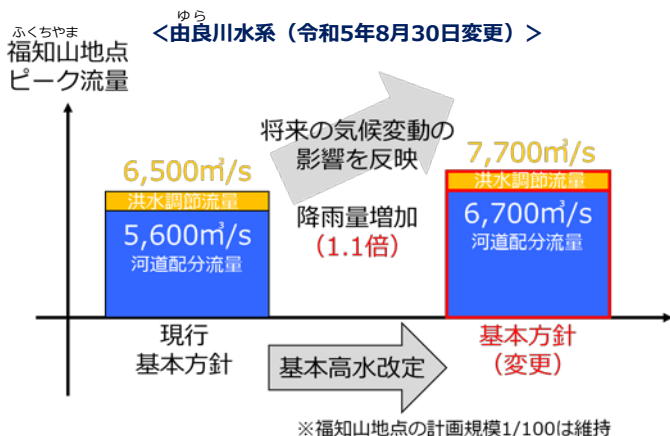 ふくちやま
福知山地点
ピーク流量
ゆら
<由良川水系（令和5年8月30日変更）>
将来の気候変動の
影響を反映
6,500㎥/s
洪水調節流量
5,600㎥/s
河道配分流量
降雨量増加
（1.1倍）
7,700㎥/s
洪水調節流量
6,700㎥/s
河道配分流量
現行
基本方針
基本高水改定
基本方針
（変更）
※福知山地点の計画規模1/100は維持